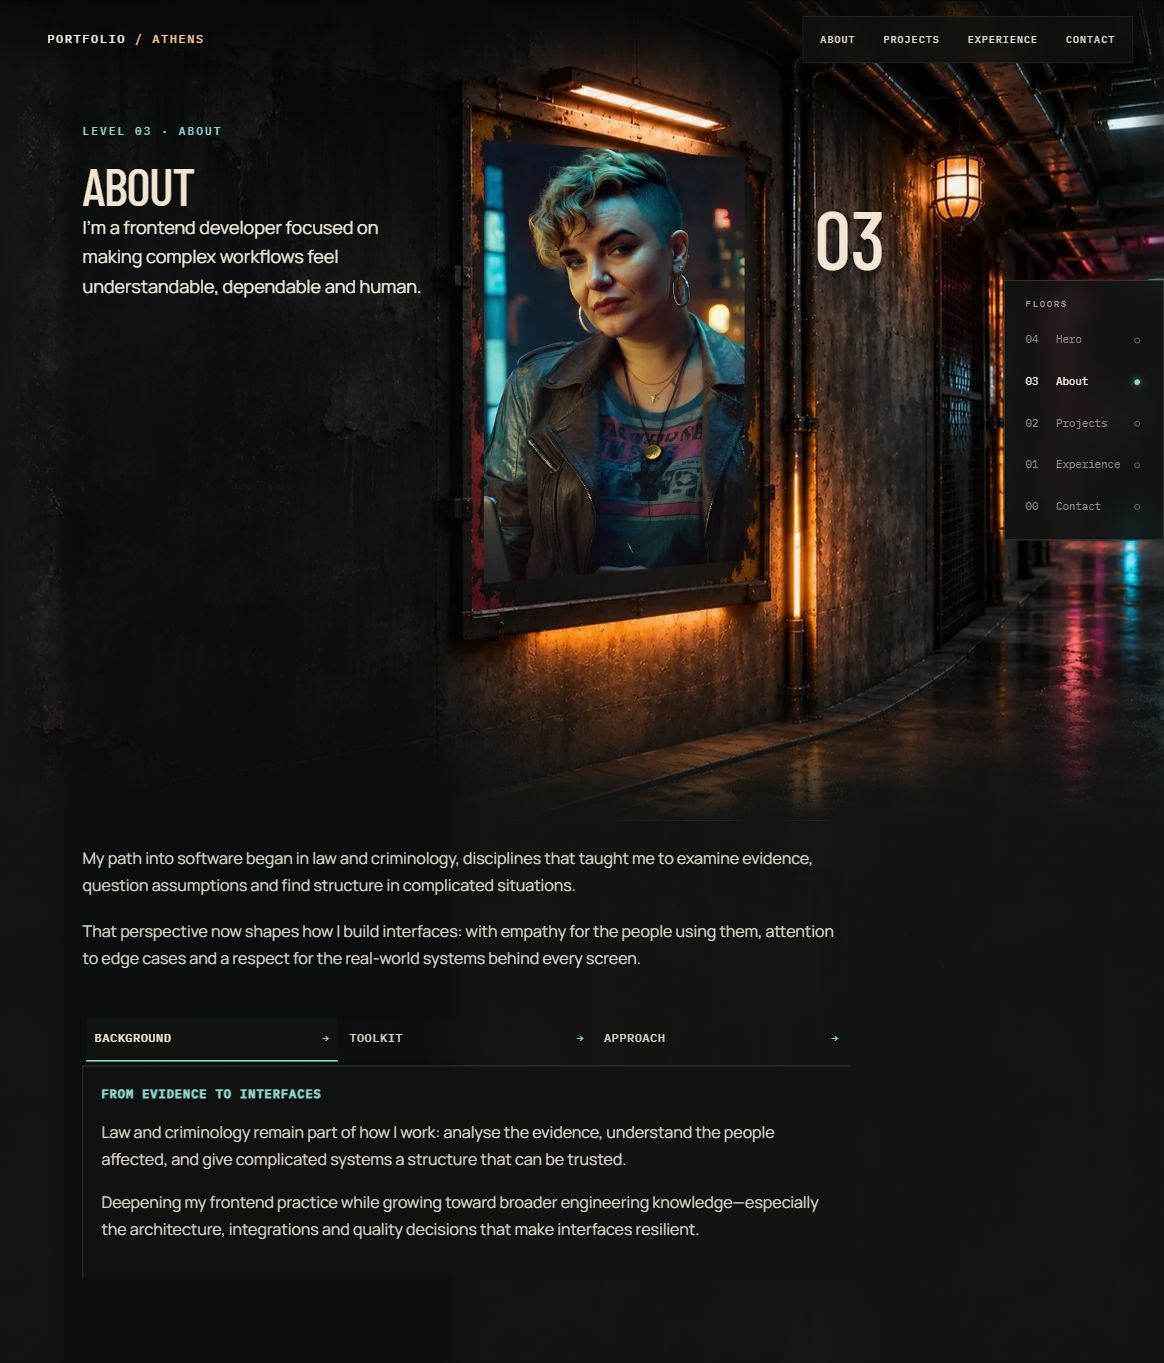 PORTFOLIO / ATHENS
ABOUT PROJECTS EXPERIENCE CONTACT
LEVEL 03 · ABOUT
ABOUT
I'm a frontend developer focused on
making complex workflows feel
understandable, dependable and human.
03
FLOORS
04 Hero
03 About
02 Projects
01 Experience
00 Contact
My path into software began in law and criminology, disciplines that taught me to examine evidence,
question assumptions and find structure in complicated situations.
That perspective now shapes how I build interfaces: with empathy for the people using them, attention
to edge cases and a respect for the real-world systems behind every screen.
BACKGROUND → TOOLKIT → APPROACH →
FROM EVIDENCE TO INTERFACES
Law and criminology remain part of how I work: analyse the evidence, understand the people
affected, and give complicated systems a structure that can be trusted.
Deepening my frontend practice while growing toward broader engineering knowledge—especially
the architecture, integrations and quality decisions that make interfaces resilient.